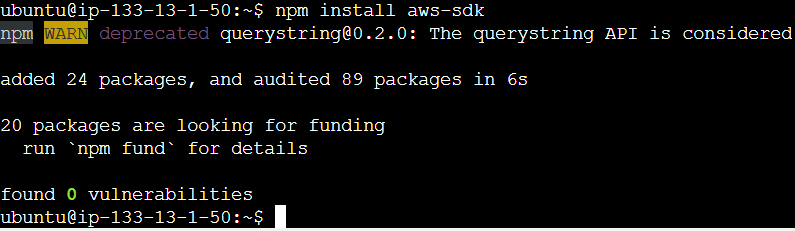 ubuntu@ip-133-13-1-50:~$ npm install aws-sdk
npm WARN deprecated querystring@0.2.0: The querystring API is considered
added 24 packages, and audited 89 packages in 6s
20 packages are looking for funding
run `npm fund` for details
found 0 vulnerabilities
ubuntu@ip-133-13-1-50:~$